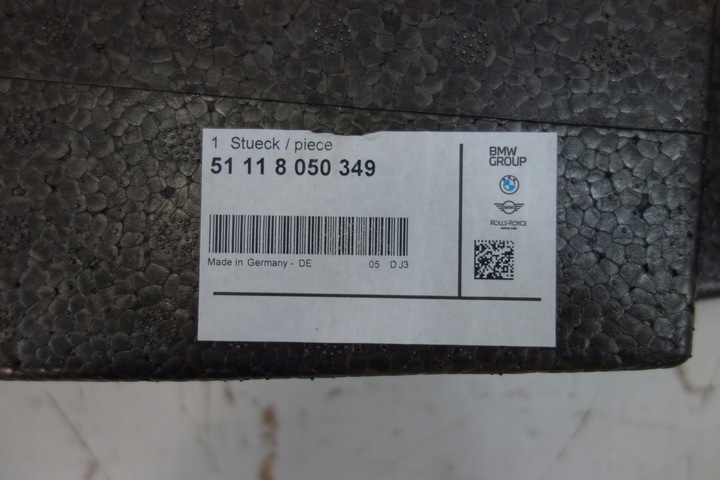 1 Stueck / piece
51 11 8 050 349
Made in Germany - DE 05 DJ3
BMW
GROUP
ROLLS-ROYCE